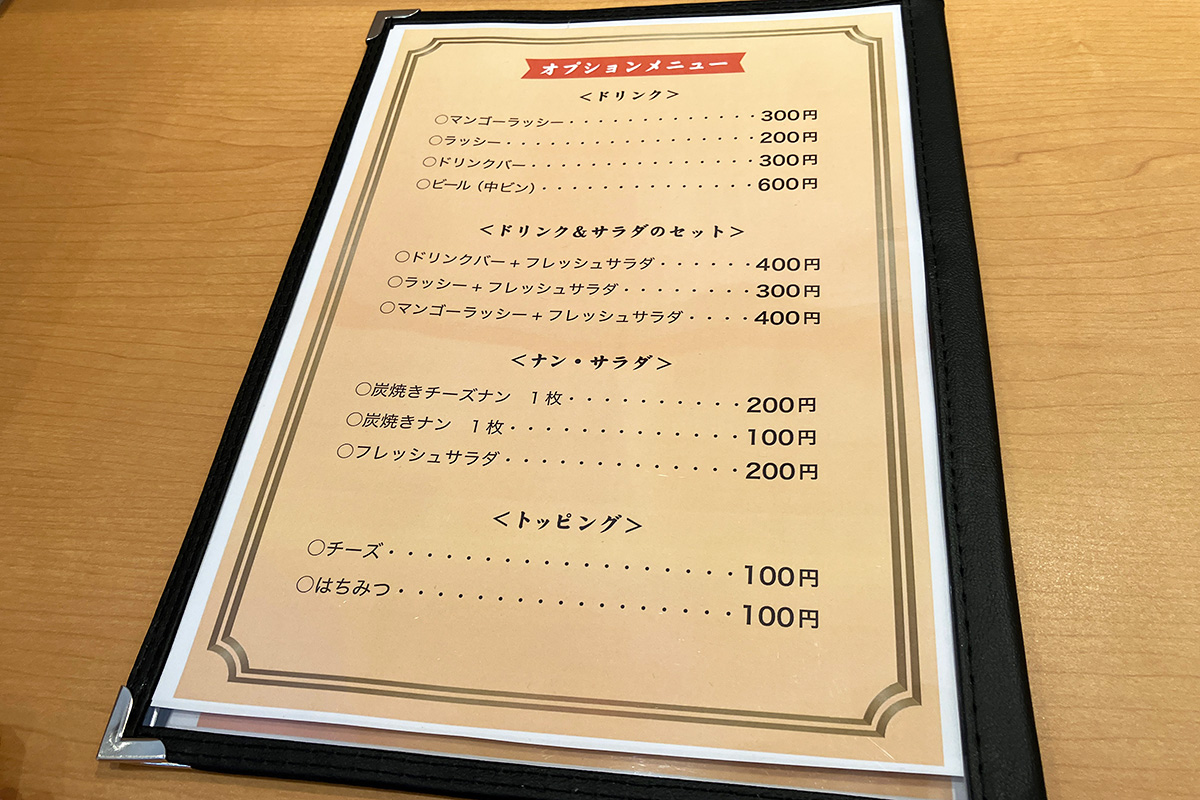 オプションメニュー
＜ドリンク＞
○マンゴーラッシー・・・・・・・・・・・・・300円
○ラッシー・・・・・・・・・・・・・・・・・200円
○ドリンクバー・・・・・・・・・・・・・・・300円
○ビール（中ビン）・・・・・・・・・・・・・・600円
＜ドリンク＆サラダのセット＞
○ドリンクバー＋フレッシュサラダ・・・・・・400円
○ラッシー＋フレッシュサラダ・・・・・・・・300円
○マンゴーラッシー＋フレッシュサラダ・・・・400円
＜ナン・サラダ＞
○炭焼きチーズナン　1枚・・・・・・・・・・200円
○炭焼きナン　1枚・・・・・・・・・・・・・100円
○フレッシュサラダ・・・・・・・・・・・・・200円
＜トッピング＞
○チーズ・・・・・・・・・・・・・・・・・・100円
○はちみつ・・・・・・・・・・・・・・・・・100円